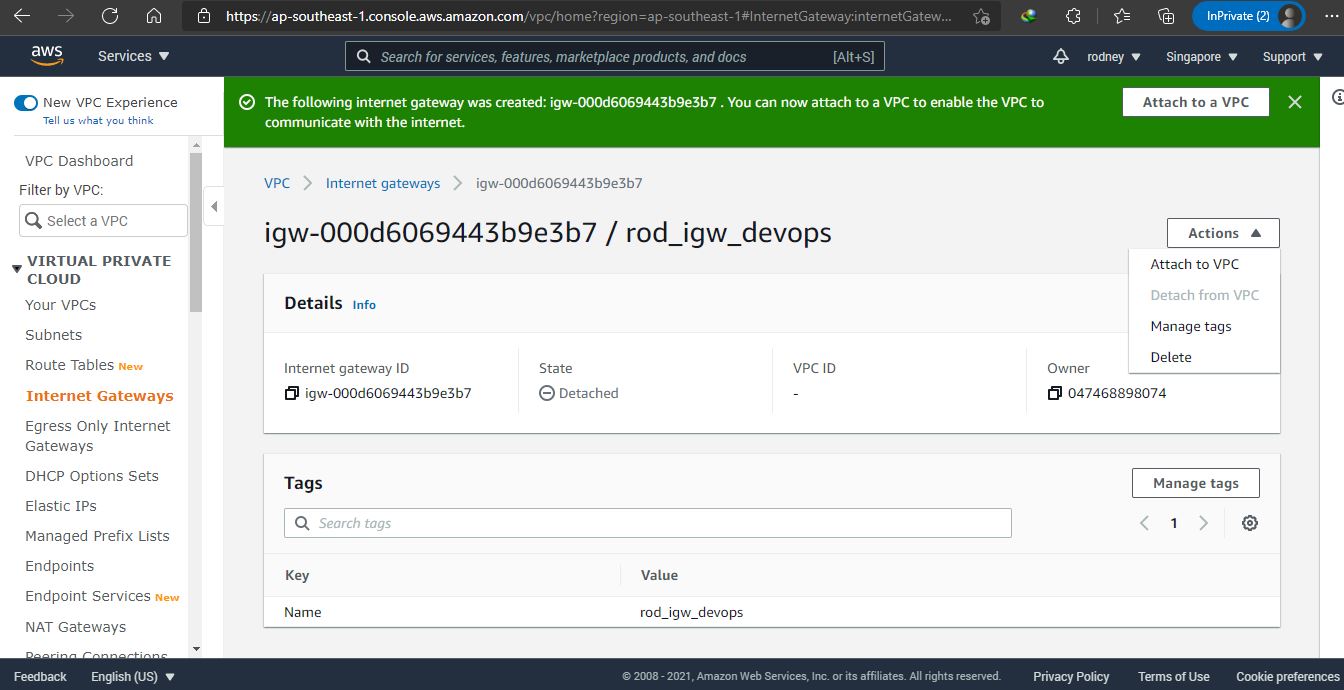 https://ap-southeast-1.console.aws.amazon.com/vpc/home?region=ap-southeast-1#InternetGateway:internetGatew...
InPrivate (2)
aws
Services
Search for services, features, marketplace products, and docs [Alt+S]
rodney
Singapore
Support
New VPC Experience
Tell us what you think
The following internet gateway was created: igw-000d6069443b9e3b7 . You can now attach to a VPC to enable the VPC to
communicate with the internet.
Attach to a VPC
VPC Dashboard
Filter by VPC:
Select a VPC
VIRTUAL PRIVATE
CLOUD
Your VPCs
Subnets
Route Tables New
Internet Gateways
Egress Only Internet
Gateways
DHCP Options Sets
Elastic IPs
Managed Prefix Lists
Endpoints
Endpoint Services New
NAT Gateways
Peering Connections
VPC
Internet gateways
igw-000d6069443b9e3b7
igw-000d6069443b9e3b7 / rod_igw_devops
Actions
Attach to VPC
Detach from VPC
Manage tags
Delete
Details Info
Internet gateway ID
igw-000d6069443b9e3b7
State
Detached
VPC ID
-
Owner
047468898074
Tags
Manage tags
Search tags
1
Key Value
Name rod_igw_devops
Feedback
English (US)
© 2008 - 2021, Amazon Web Services, Inc. or its affiliates. All rights reserved.
Privacy Policy
Terms of Use
Cookie preferences